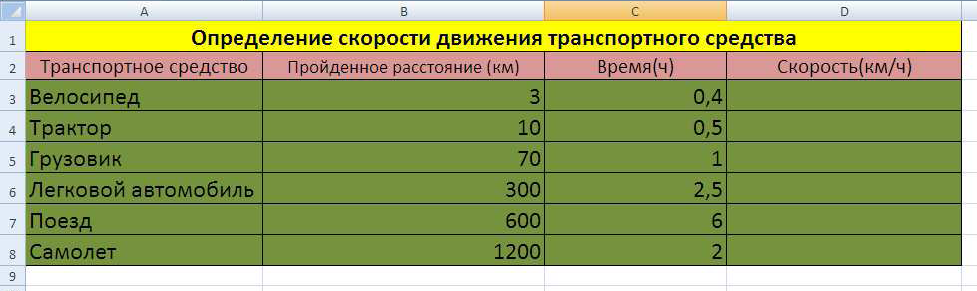 A B C D
1 Определение скорости движения транспортного средства
2 Транспортное средство Пройденное расстояние (км) Время(ч) Скорость(км/ч)
3 Велосипед 3 0,4
4 Трактор 10 0,5
5 Грузовик 70 1
6 Легковой автомобиль 300 2,5
7 Поезд 600 6
8 Самолет 1200 2
9